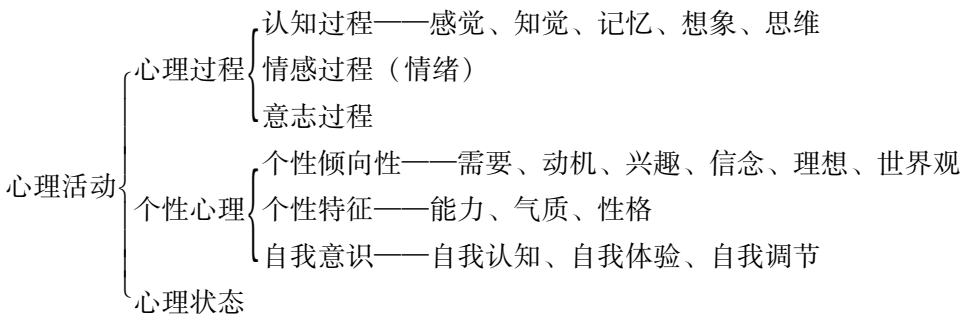 认知过程——感觉、知觉、记忆、想象、思维
心理过程
情感过程（情绪）
意志过程
个性倾向性——需要、动机、兴趣、信念、理想、世界观
心理活动
个性心理
个性特征——能力、气质、性格
自我意识——自我认知、自我体验、自我调节
心理状态